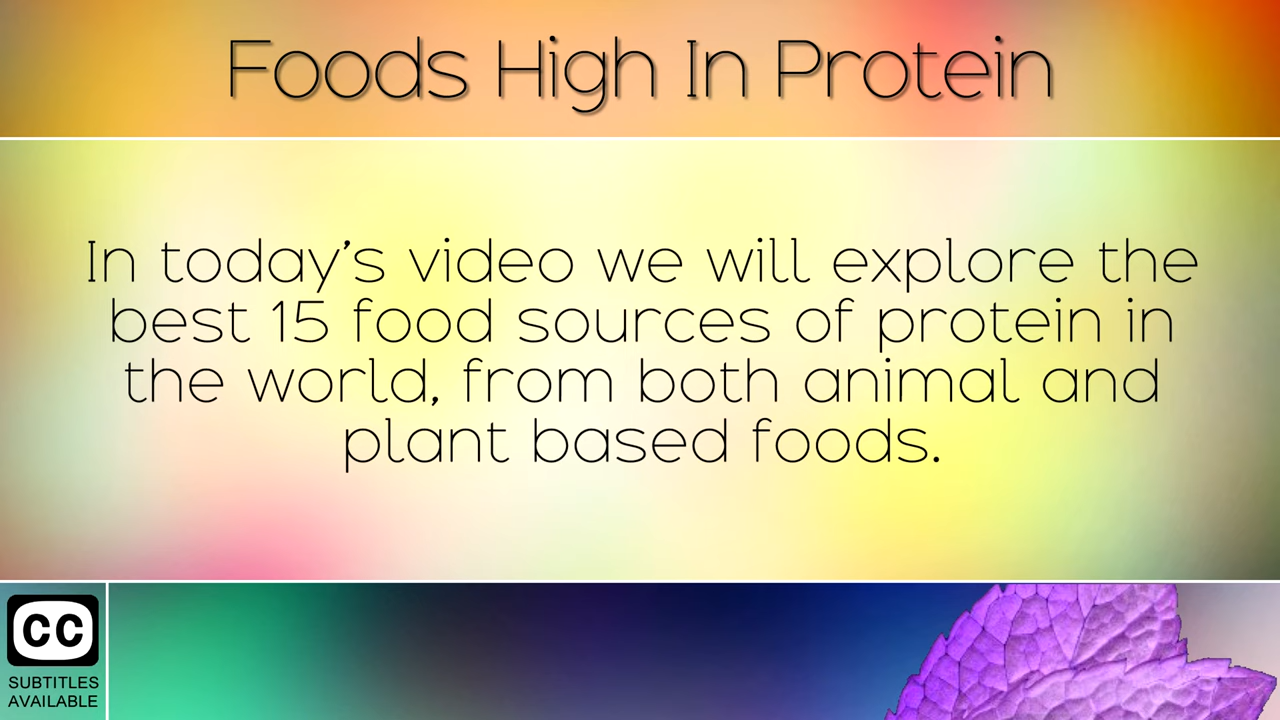 Foods High In Protein
In today's video we will explore the
best 15 food sources of protein in
the world, from both animal and
plant based foods.
CC
SUBTITLES
AVAILABLE